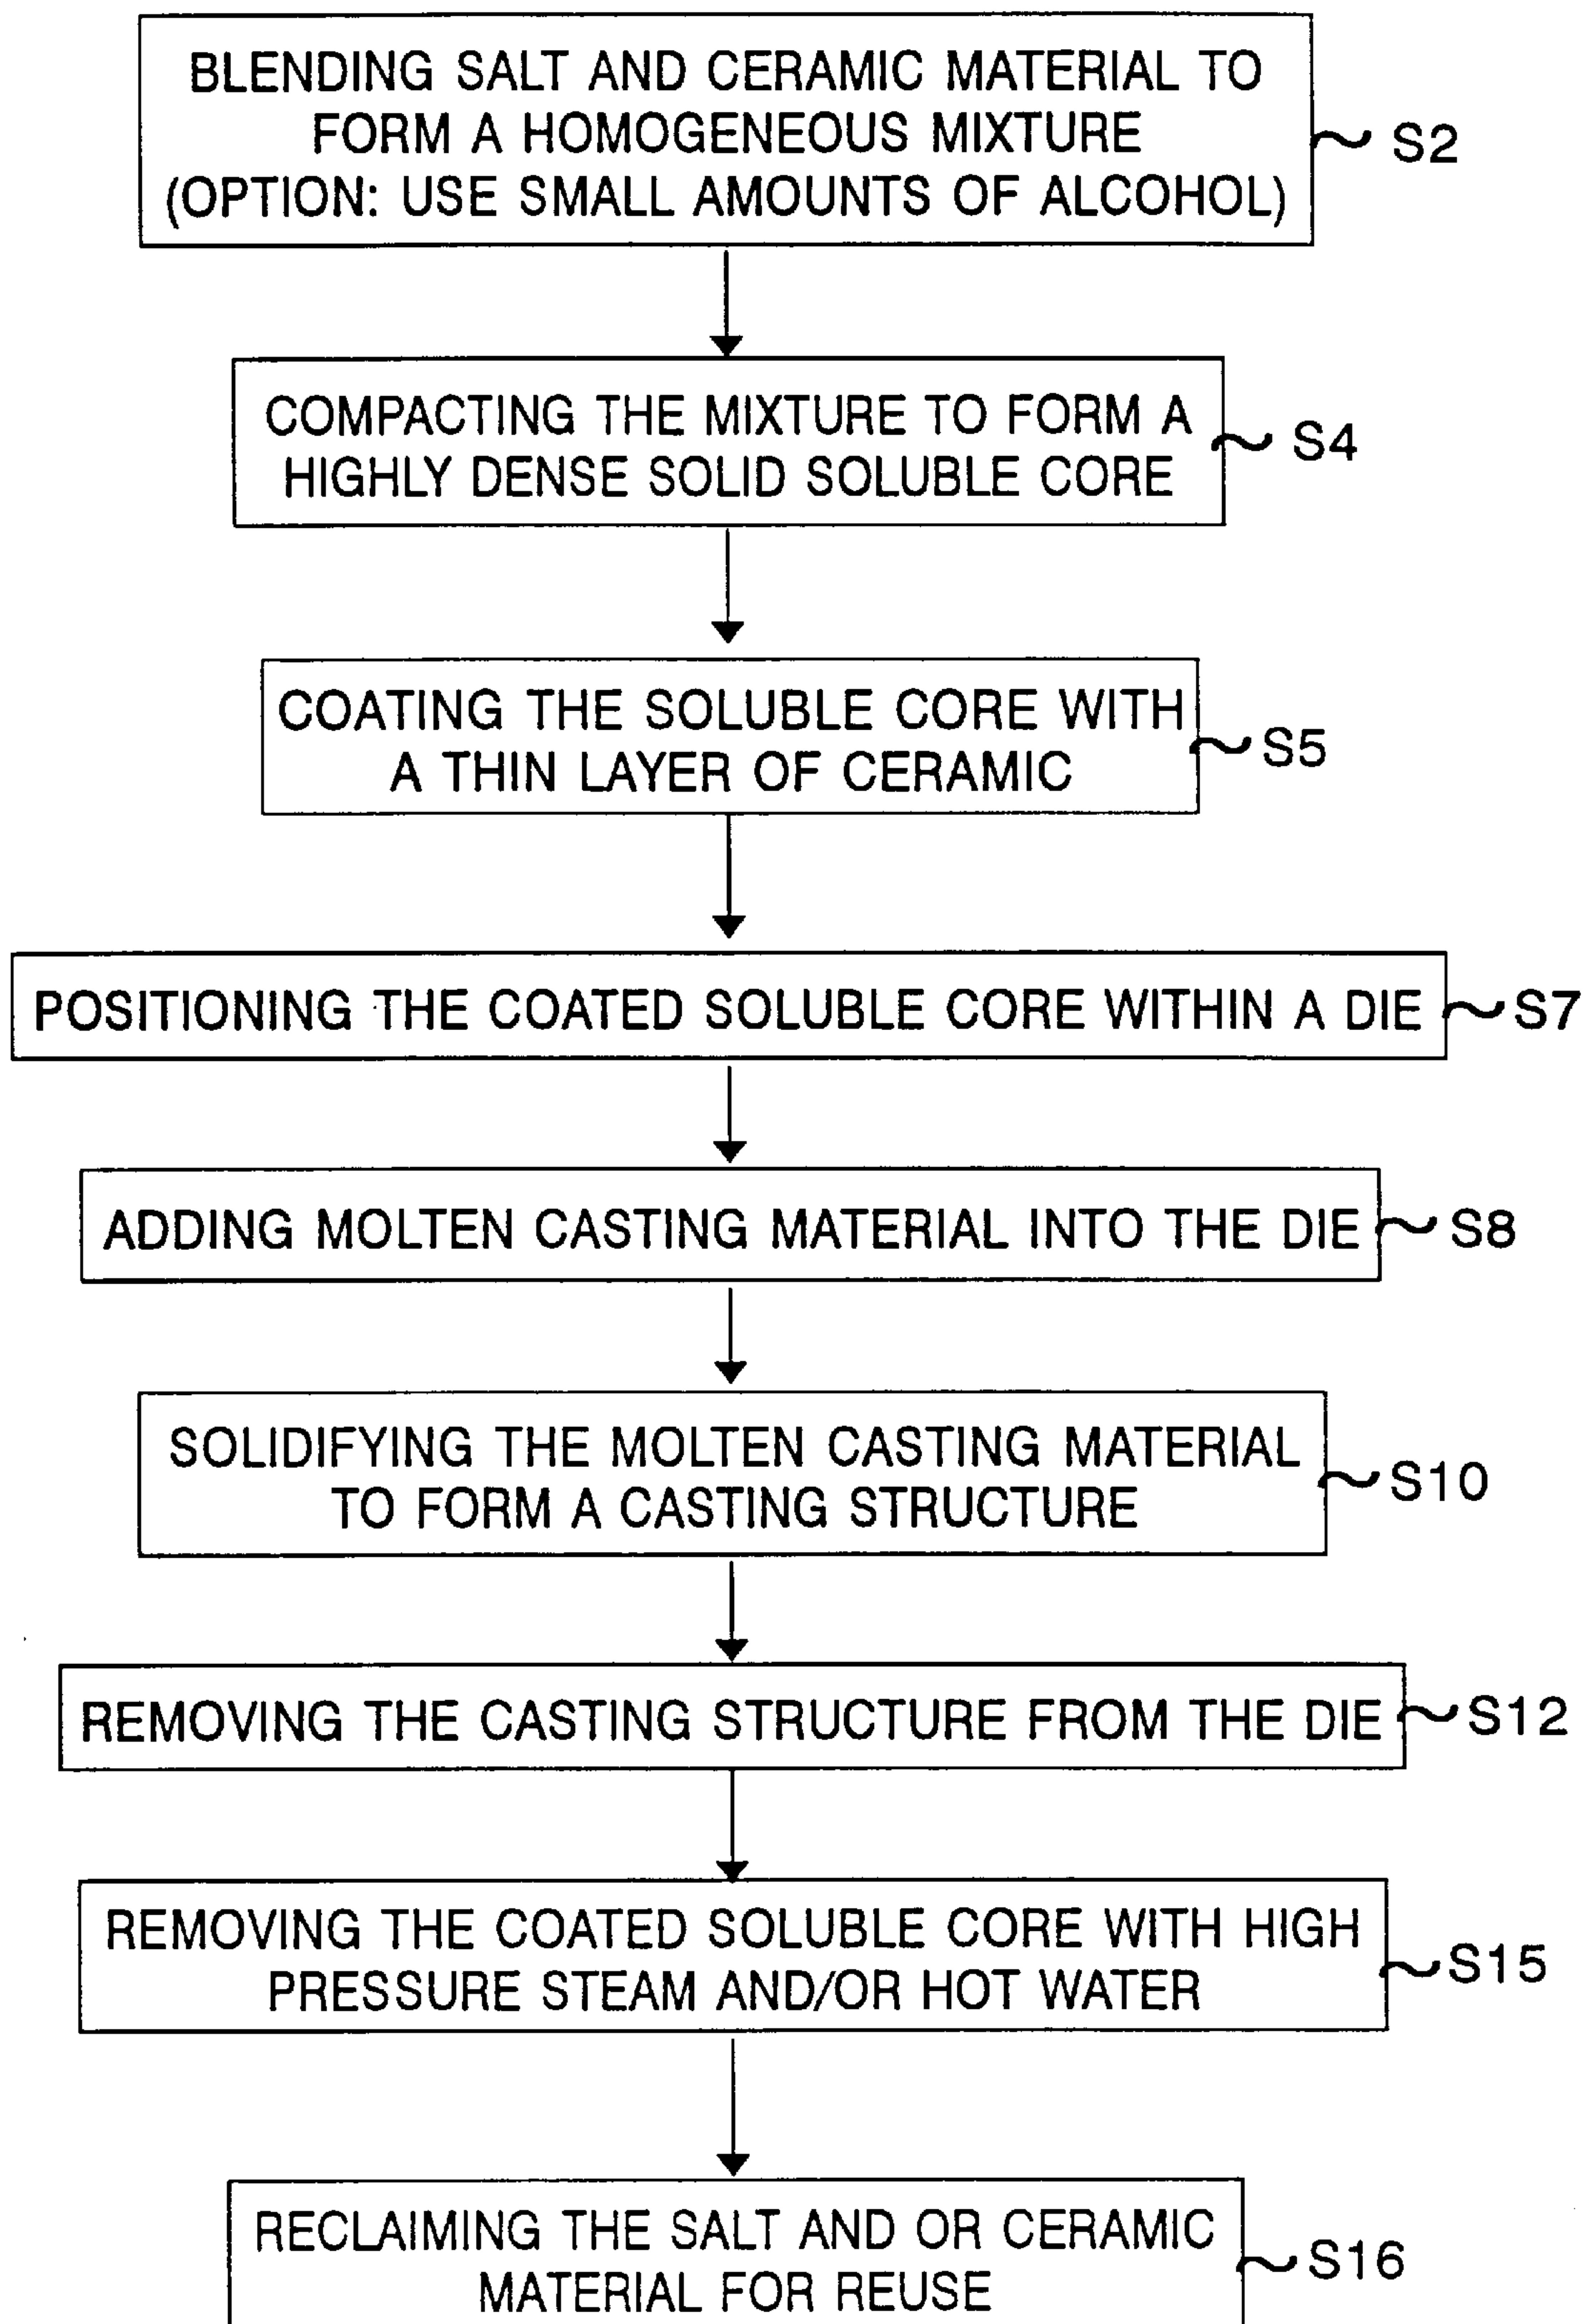 BLENDING SALT AND CERAMIC MATERIAL TO
FORM A HOMOGENEOUS MIXTURE
(OPTION: USE SMALL AMOUNTS OF ALCOHOL)
S2
COMPACTING THE MIXTURE TO FORM A
HIGHLY DENSE SOLID SOLUBLE CORE
S4
COATING THE SOLUBLE CORE WITH
A THIN LAYER OF CERAMIC
S5
POSITIONING THE COATED SOLUBLE CORE WITHIN A DIE
S7
ADDING MOLTEN CASTING MATERIAL INTO THE DIE
S8
SOLIDIFYING THE MOLTEN CASTING MATERIAL
TO FORM A CASTING STRUCTURE
S10
REMOVING THE CASTING STRUCTURE FROM THE DIE
S12
REMOVING THE COATED SOLUBLE CORE WITH HIGH
PRESSURE STEAM AND/OR HOT WATER
S15
RECLAIMING THE SALT AND OR CERAMIC
MATERIAL FOR REUSE
S16